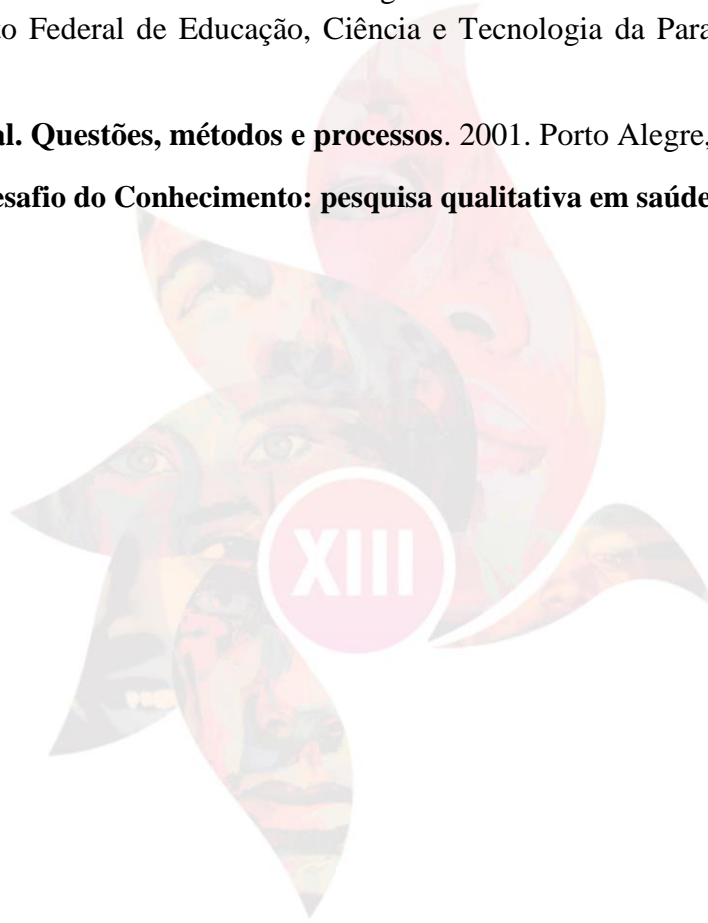 to Federal de Educação, Ciência e Tecnologia da Para
al. Questões, métodos e processos. 2001. Porto Alegre,
esafio do Conhecimento: pesquisa qualitativa em saúde
XIII